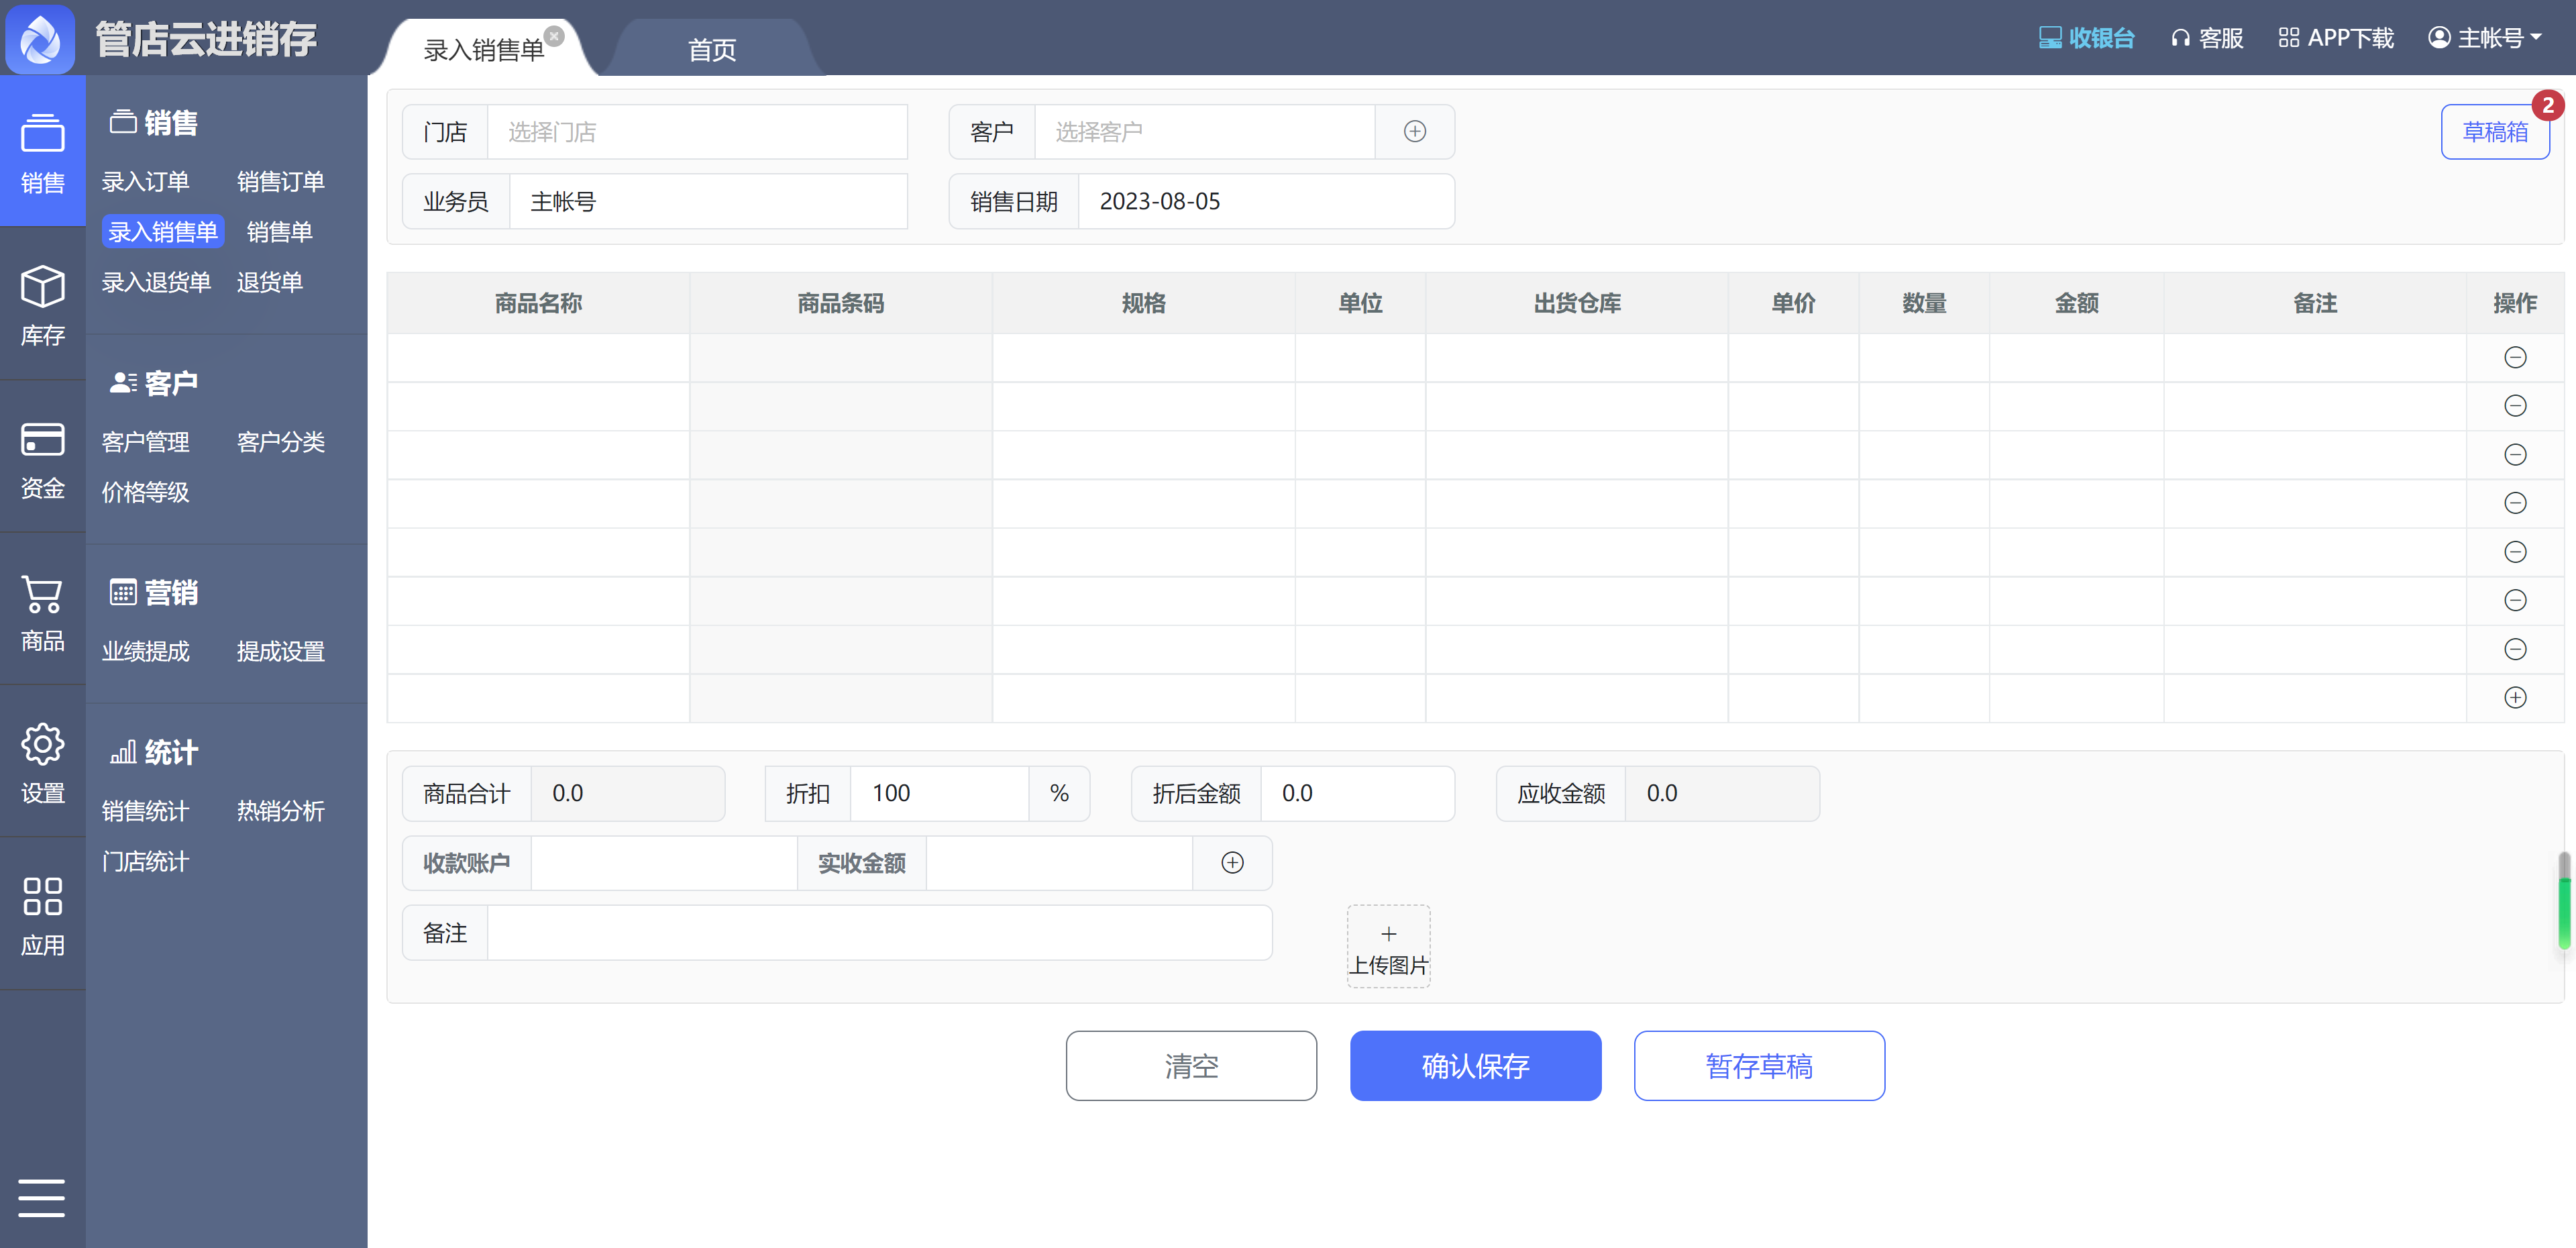 管店云进销存
录入销售单
首页
收银台
客服
APP下载
主帐号
销售
库存
资金
商品
设置
应用
销售
录入订单 销售订单
录入销售单 销售单
录入退货单 退货单
客户
客户管理 客户分类
价格等级
营销
业绩提成 提成设置
统计
销售统计 热销分析
门店统计
门店 选择门店 客户 选择客户
草稿箱 2
业务员 主帐号 销售日期 2023-08-05
商品名称 商品条码 规格 单位 出货仓库 单价 数量 金额 备注 操作
商品合计 0.0 折扣 100 % 折后金额 0.0 应收金额 0.0
收款账户 实收金额
备注
上传图片
清空 确认保存 暂存草稿